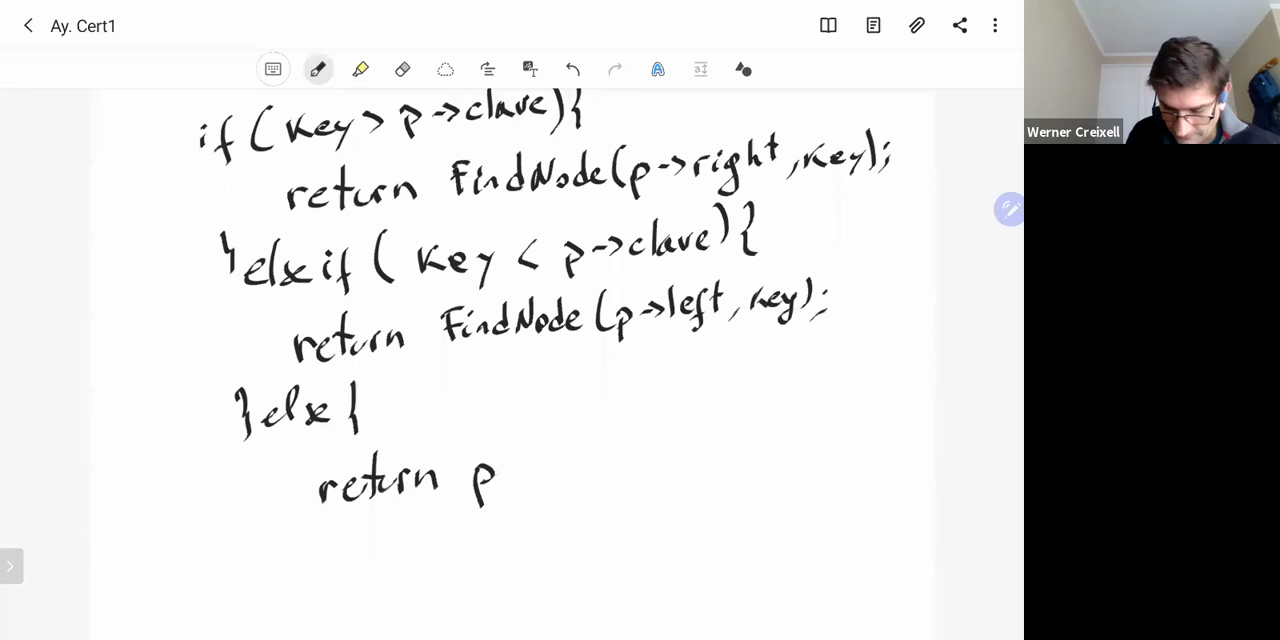 Ay. Cert1
if (Key > p->clave){
return FindNode(p->right, Key);
}else if ( Key < p->clave){
return FindNode (p->left, Key);
}else {
return p
Werner Creixell